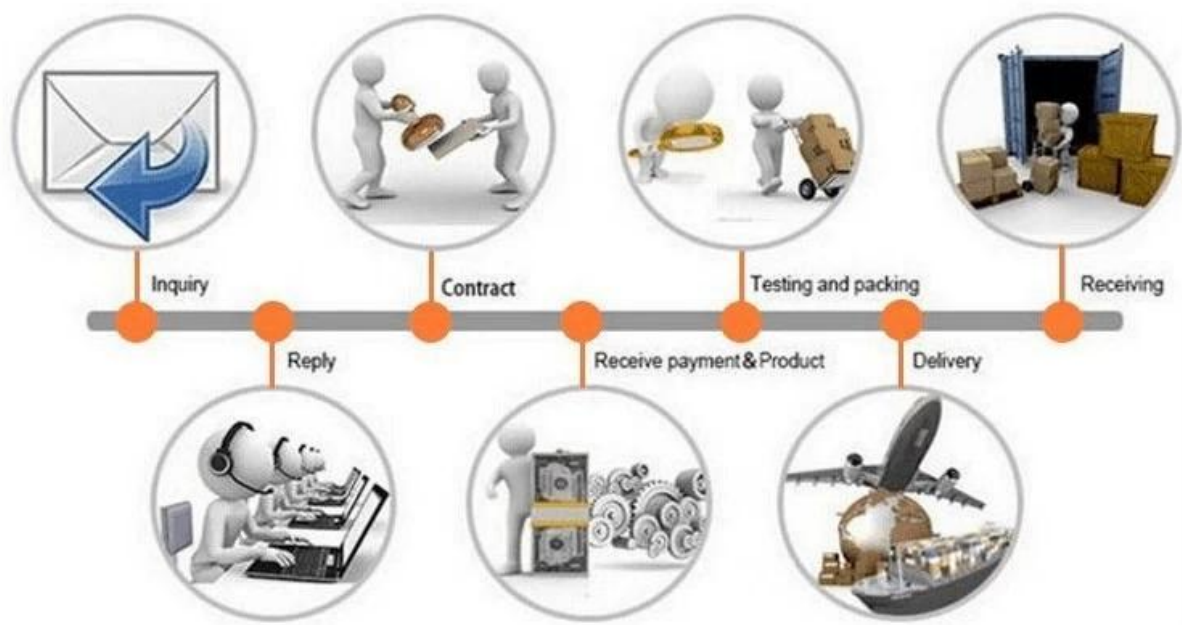 Inquiry
Contract
Testing and packing
Receiving
Reply
Receive payment & Product
Delivery